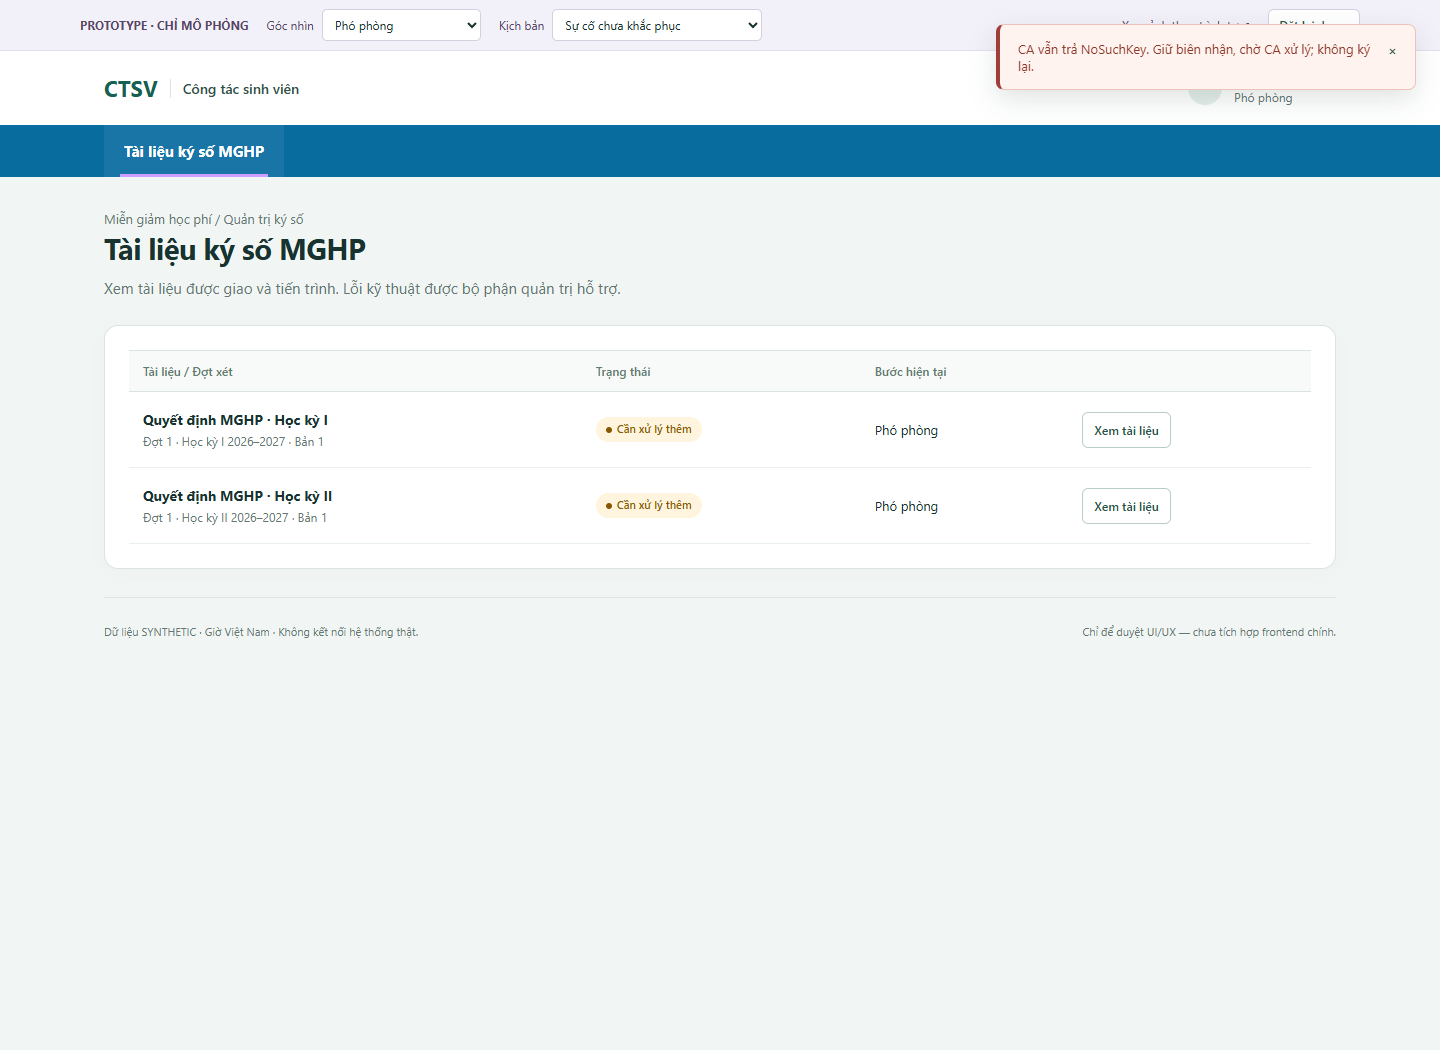 PROTOTYPE · CHỈ MÔ PHỎNG
Góc nhìn
Phó phòng
Kịch bản
Sự cố chưa khắc phục
CA vẫn trả NoSuchKey. Giữ biên nhận, chờ CA xử lý; không ký
lại.
×
CTSV
Công tác sinh viên
Phó phòng
Tài liệu ký số MGHP
Miễn giảm học phí / Quản trị ký số
Tài liệu ký số MGHP
Xem tài liệu được giao và tiến trình. Lỗi kỹ thuật được bộ phận quản trị hỗ trợ.
Tài liệu / Đợt xét
Trạng thái
Bước hiện tại
Quyết định MGHP · Học kỳ I
Đợt 1 · Học kỳ I 2026–2027 · Bản 1
Cần xử lý thêm
Phó phòng
Xem tài liệu
Quyết định MGHP · Học kỳ II
Đợt 1 · Học kỳ II 2026–2027 · Bản 1
Cần xử lý thêm
Phó phòng
Xem tài liệu
Dữ liệu SYNTHETIC · Giờ Việt Nam · Không kết nối hệ thống thật.
Chỉ để duyệt UI/UX — chưa tích hợp frontend chính.